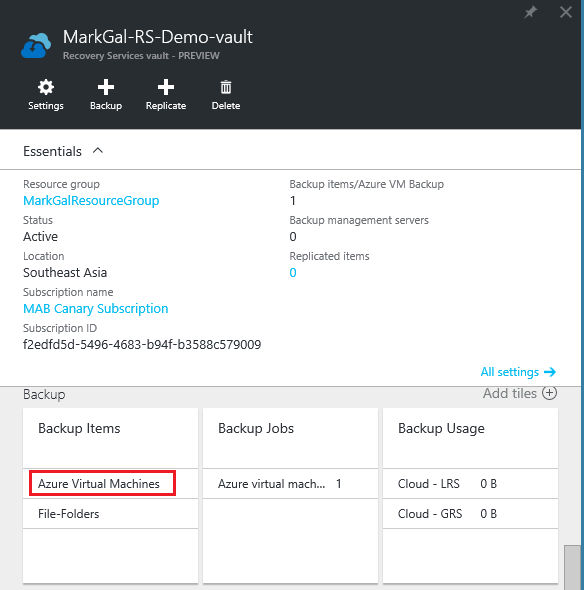 MarkGal-RS-Demo-vault
Recovery Services vault - PREVIEW
Settings
Backup
Replicate
Delete
Essentials
Resource group
MarkGalResourceGroup
Status
Active
Location
Southeast Asia
Subscription name
MAB Canary Subscription
Subscription ID
f2edfd5d-5496-4683-b94f-b3588c579009
Backup items/Azure VM Backup
1
Backup management servers
0
Replicated items
0
All settings
Backup
Add tiles
Backup Items
Azure Virtual Machines
File-Folders
Backup Jobs
Azure virtual mach... 1
Backup Usage
Cloud - LRS 0 B
Cloud - GRS 0 B